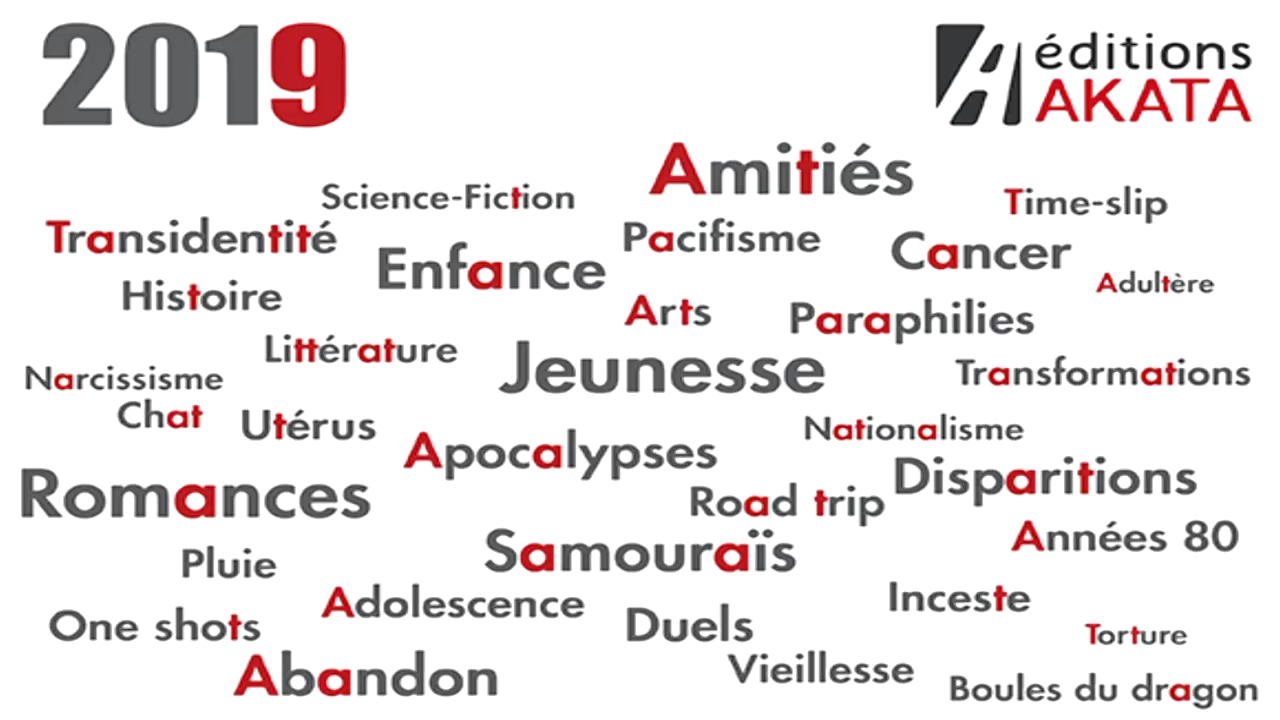 2019
éditions
AKATA
Amitiés
Science-Fiction
Time-slip
Transidentité
Pacifisme
Cancer
Enfance
Adultère
Histoire
Arts
Paraphilies
Littérature
Jeunesse
Transformations
Narcissisme
Chat
Utérus
Nationalisme
Apocalypses
Disparitions
Romances
Road trip
Années 80
Samouraïs
Pluie
Inceste
Adolescence
One shots
Duels
Torture
Vieillesse
Abandon
Boules du dragon